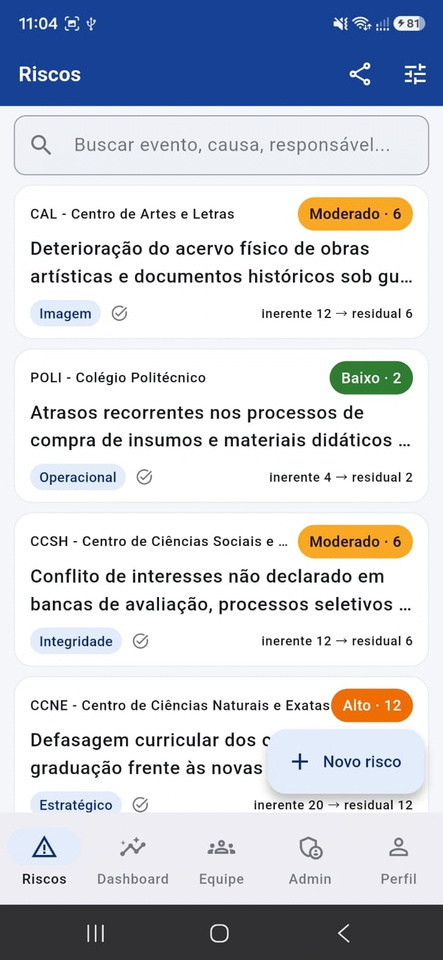 11:04
81
Riscos
Buscar evento, causa, responsável...
CAL - Centro de Artes e Letras
Moderado · 6
Deterioração do acervo físico de obras
artísticas e documentos históricos sob gu...
Imagem
inerente 12 → residual 6
POLI - Colégio Politécnico
Baixo · 2
Atrasos recorrentes nos processos de
compra de insumos e materiais didáticos ...
Operacional
inerente 4 → residual 2
CCSH - Centro de Ciências Sociais e ...
Moderado · 6
Conflito de interesses não declarado em
bancas de avaliação, processos seletivos ...
Integridade
inerente 12 → residual 6
CCNE - Centro de Ciências Naturais e Exatas
Alto · 12
Defasagem curricular dos
graduação frente às novas
+ Novo risco
Estratégico
inerente 20 → residual 12
Riscos
Dashboard
Equipe
Admin
Perfil